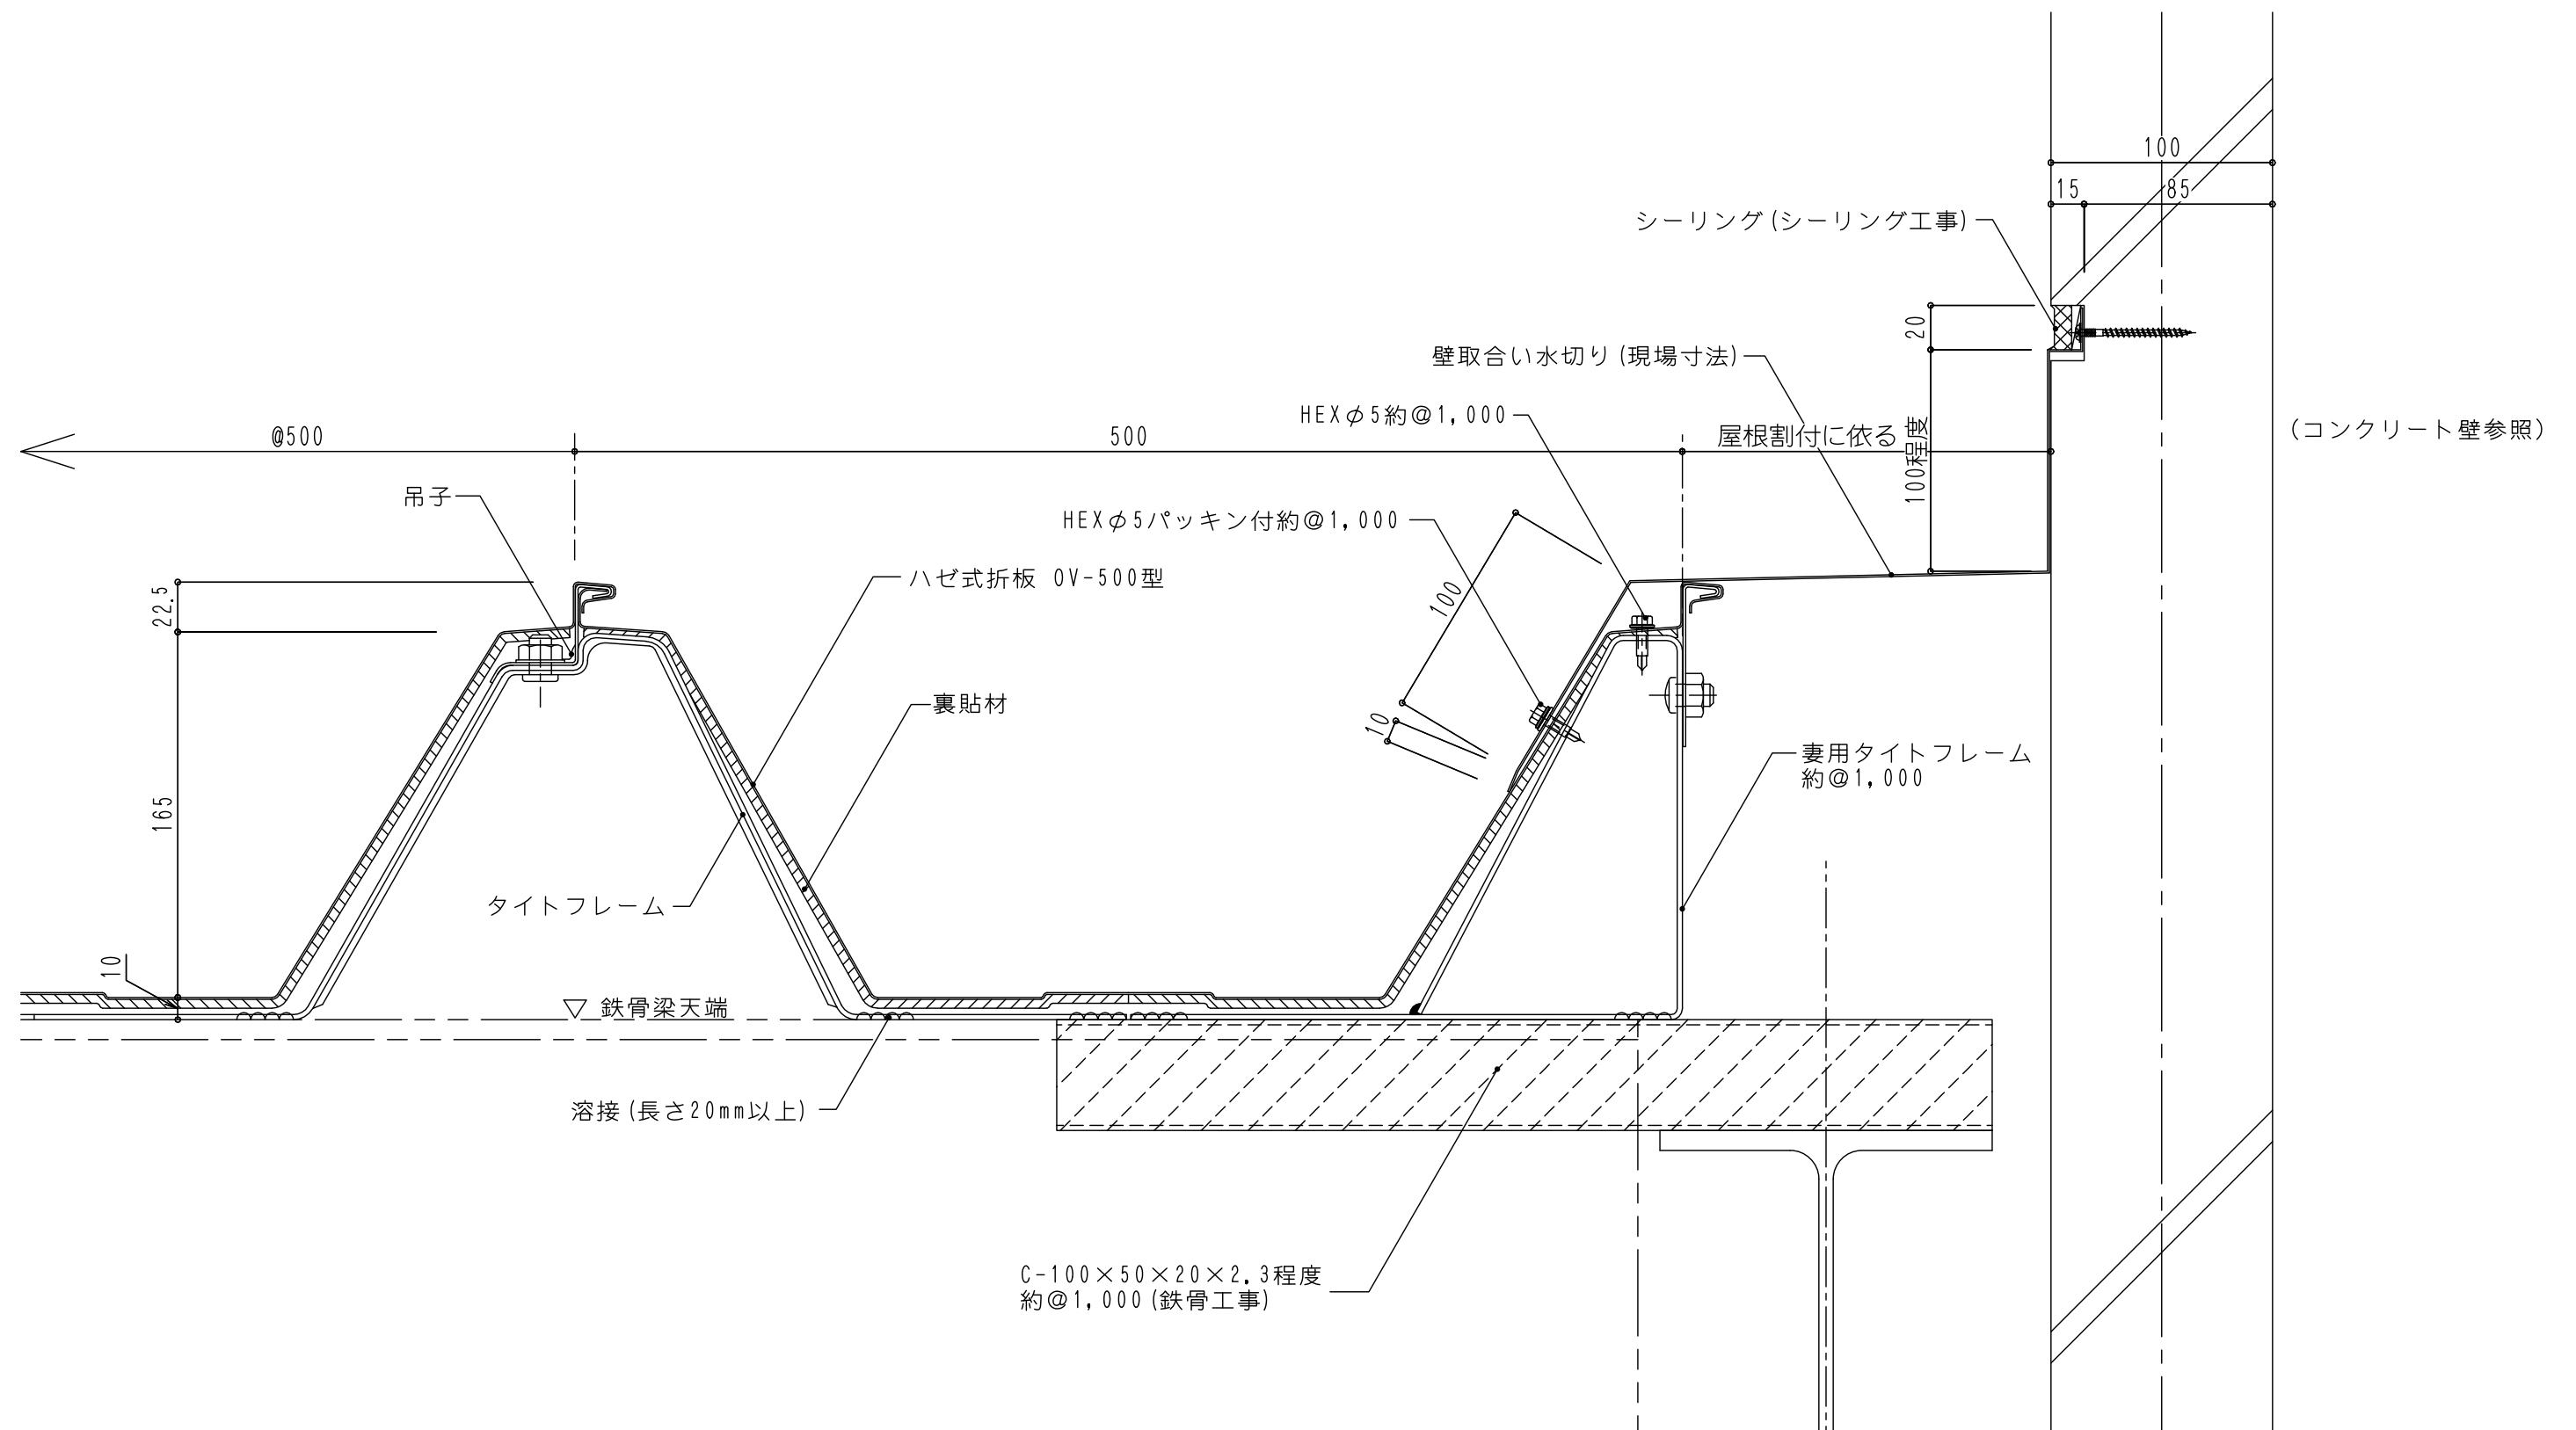 100
15
85
シーリング(シーリング工事)
20
壁取合い水切り(現場寸法)
HEXφ5約@1,000
@500
500
屋根割付に依る
100程度
(コンクリート壁参照)
吊子
HEXφ5パッキン付約@1,000
ハゼ式折板 OV-500型
22.5
100
裏貼材
10
妻用タイトフレーム
約@1,000
165
タイトフレーム
10
鉄骨梁天端
溶接(長さ20mm以上)
C-100×50×20×2.3程度
約@1,000(鉄骨工事)